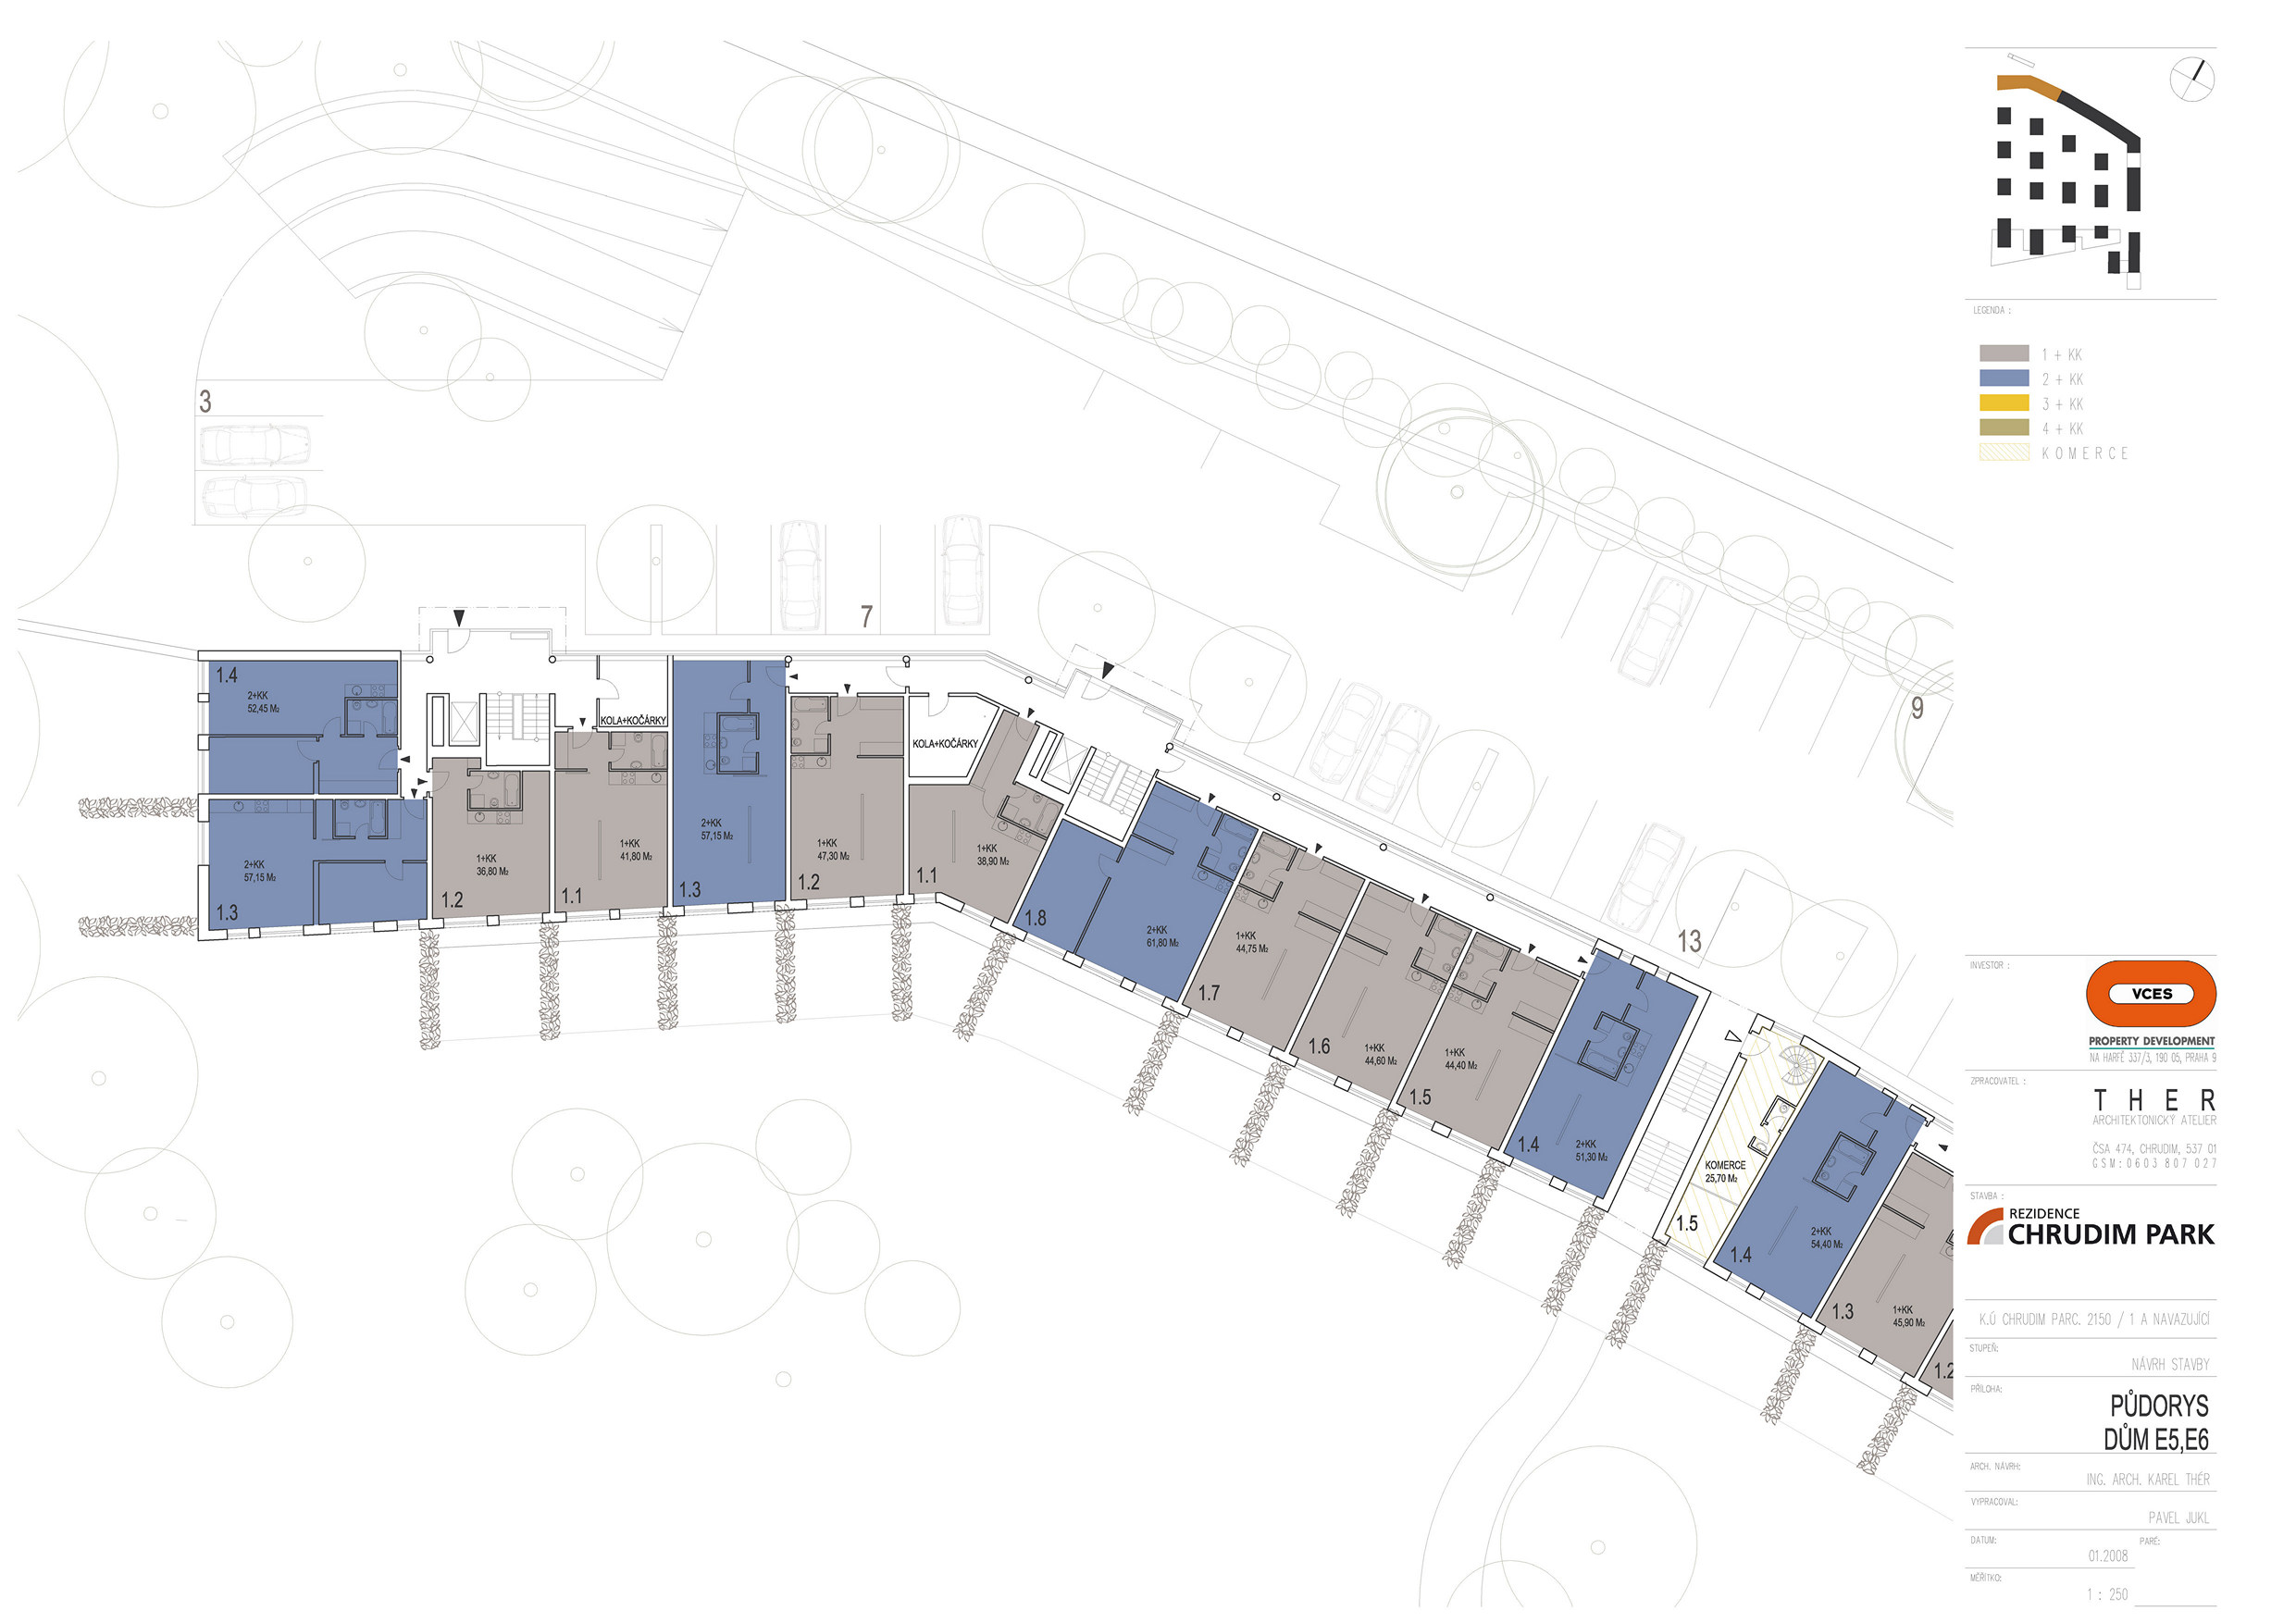 3
7
9
13
1.4
2+KK
52,45 M2
2+KK
57,15 M2
1.3
1+KK
36,80 M2
1.2
KOLA+KOČÁRKY
1+KK
41,80 M2
1.1
2+KK
57,15 M2
1.3
1+KK
47,30 M2
1.2
KOLA+KOČÁRKY
1+KK
38,90 M2
1.1
1.8
2+KK
61,80 M2
1+KK
44,75 M2
1.7
1.6
1+KK
44,60 M2
1+KK
44,40 M2
1.5
1.4
2+KK
51,30 M2
KOMERCE
25,70 M2
1.5
2+KK
54,40 M2
1.4
1.3
1+KK
45,90 M2
1.2
LEGENDA :
1 + KK
2 + KK
3 + KK
4 + KK
KOMERCE
INVESTOR :
VCES
PROPERTY DEVELOPMENT
NA HARFĚ 337/3, 190 05, PRAHA 9
ZPRACOVATEL :
THER
ARCHITEKTONICKÝ ATELIER
ČSA 474, CHRUDIM, 537 01
GSM:0603 807 027
STAVBA :
REZIDENCE
CHRUDIM PARK
K.Ú CHRUDIM PARC. 2150 / 1 A NAVAZUJÍCÍ
STUPEŇ:
NÁVRH STAVBY
PŘÍLOHA:
PŮDORYS
DŮM E5,E6
ARCH. NÁVRH:
ING. ARCH. KAREL THÉR
VYPRACOVAL:
PAVEL JUKL
DATUM:
PARÉ:
01.2008
MĚŘÍTKO:
1 : 250